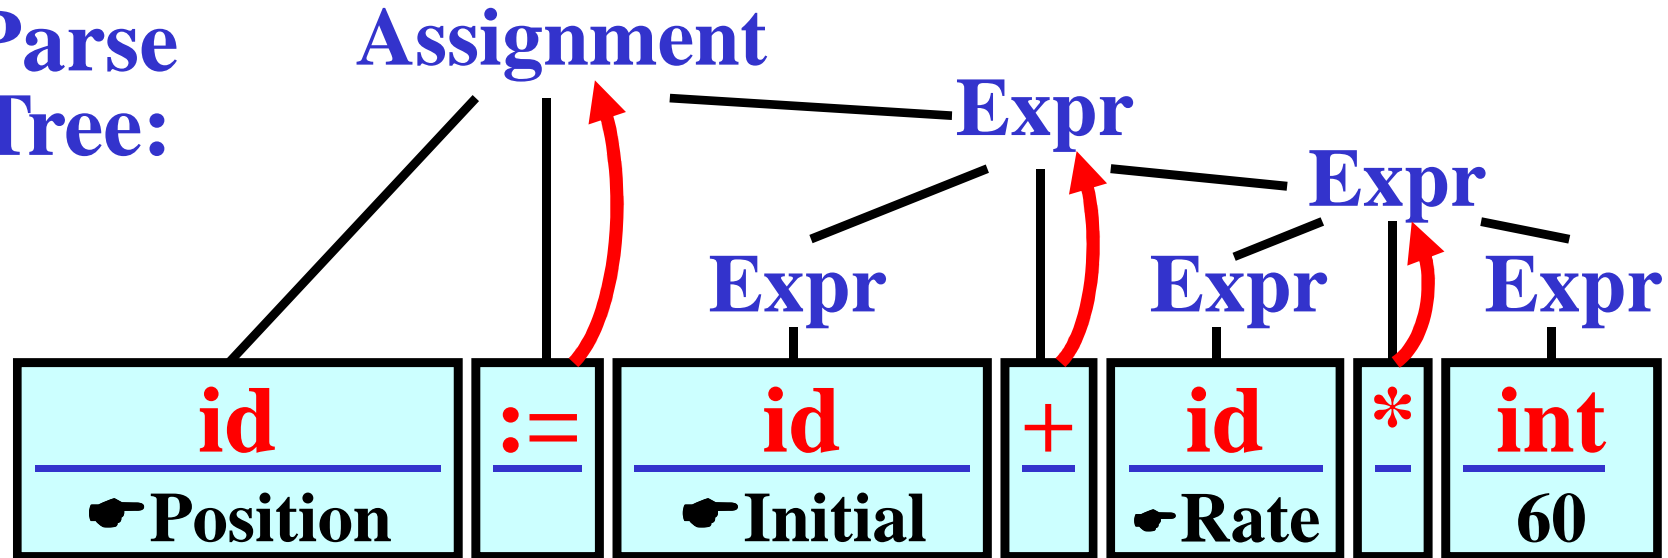 Parse
Tree:
Assignment
Expr
Expr
Expr Expr Expr
id := id + id * int
☛Position ☛Initial ☛Rate 60